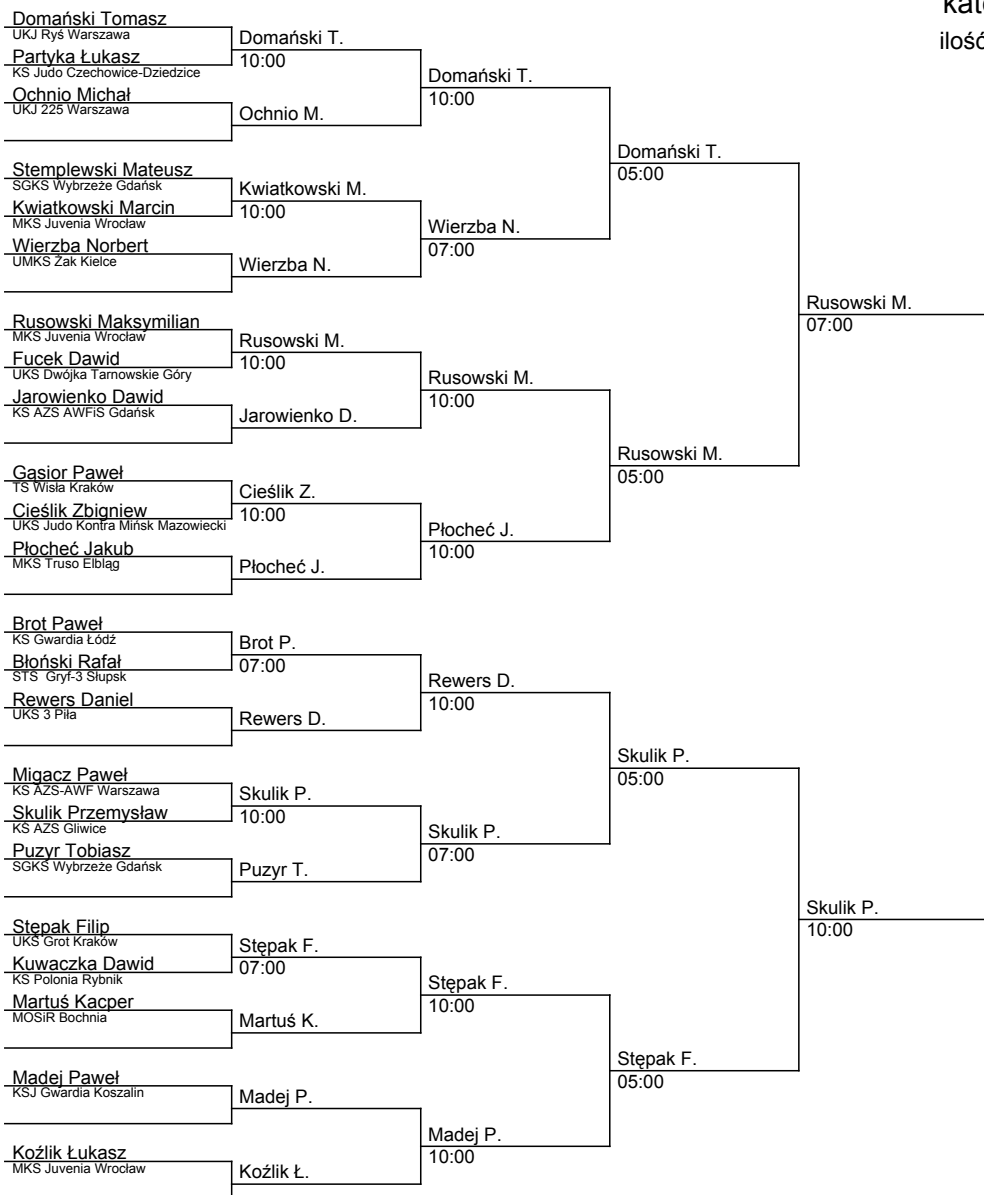 kate
ilość
Domański Tomasz
UKJ Ryś Warszawa
Partyka Łukasz
KS Judo Czechowice-Dziedzice
Ochnio Michał
UKJ 225 Warszawa
Stemplewski Mateusz
SGKS Wybrzeże Gdańsk
Kwiatkowski Marcin
MKS Juvenia Wrocław
Wierzba Norbert
UMKS Żak Kielce
Rusowski Maksymilian
MKS Juvenia Wrocław
Fucek Dawid
UKS Dwójka Tarnowskie Góry
Jarowienko Dawid
KS AZS AWFiS Gdańsk
Gąsior Paweł
TS Wisła Kraków
Cieślik Zbigniew
UKS Judo Kontra Mińsk Mazowiecki
Płocheć Jakub
MKS Truso Elbląg
Brot Paweł
KS Gwardia Łódź
Błoński Rafał
STS Gryf-3 Słupsk
Rewers Daniel
UKS 3 Piła
Migacz Paweł
KS AZS-AWF Warszawa
Skulik Przemysław
KS AZS Gliwice
Puzyr Tobiasz
SGKS Wybrzeże Gdańsk
Stępak Filip
UKS Grot Kraków
Kuwaczka Dawid
KS Polonia Rybnik
Martuś Kacper
MOSiR Bochnia
Madej Paweł
KSJ Gwardia Koszalin
Koźlik Łukasz
MKS Juvenia Wrocław
Domański T.
10:00
Ochnio M.
Kwiatkowski M.
10:00
Wierzba N.
Rusowski M.
10:00
Jarowienko D.
Cieślik Z.
10:00
Płocheć J.
Brot P.
07:00
Rewers D.
Skulik P.
10:00
Puzyr T.
Stępak F.
07:00
Martuś K.
Madej P.
Koźlik Ł.
Domański T.
10:00
Wierzba N.
07:00
Rusowski M.
10:00
Płocheć J.
10:00
Rewers D.
10:00
Skulik P.
07:00
Stępak F.
10:00
Madej P.
10:00
Domański T.
05:00
Rusowski M.
05:00
Skulik P.
05:00
Stępak F.
05:00
Rusowski M.
07:00
Skulik P.
10:00